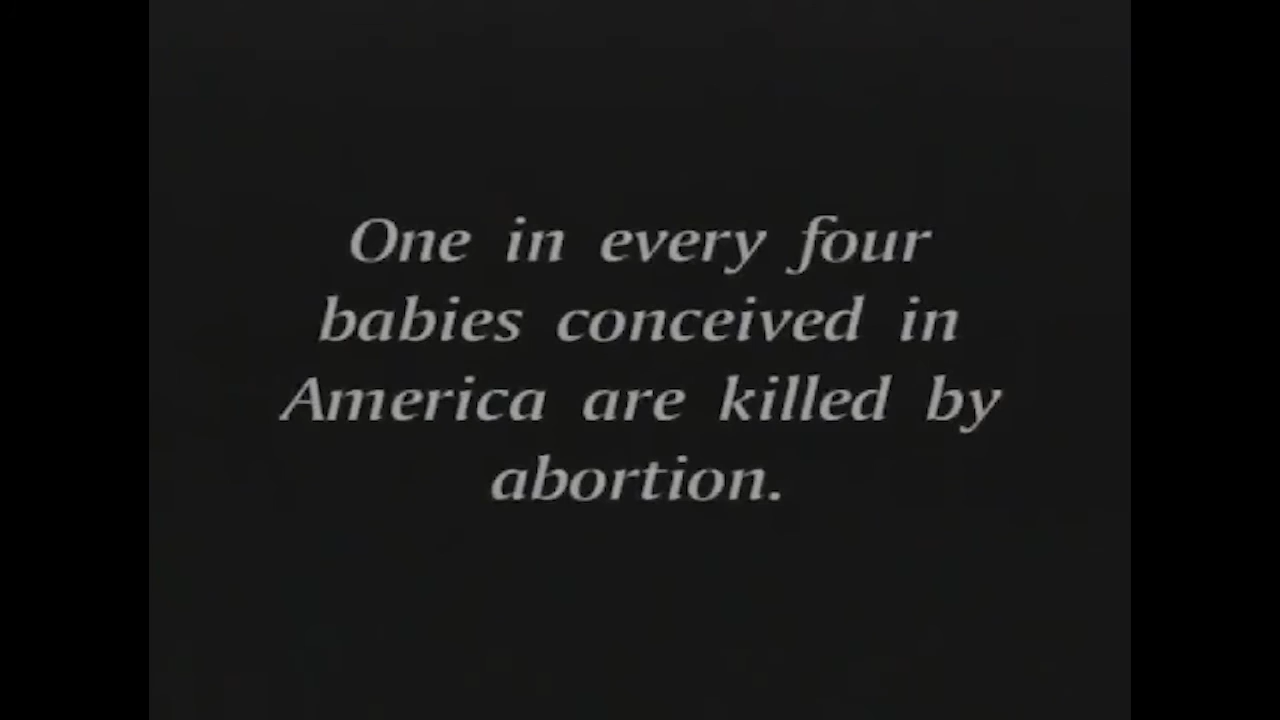 One in every four
babies conceived in
America are killed by
abortion.